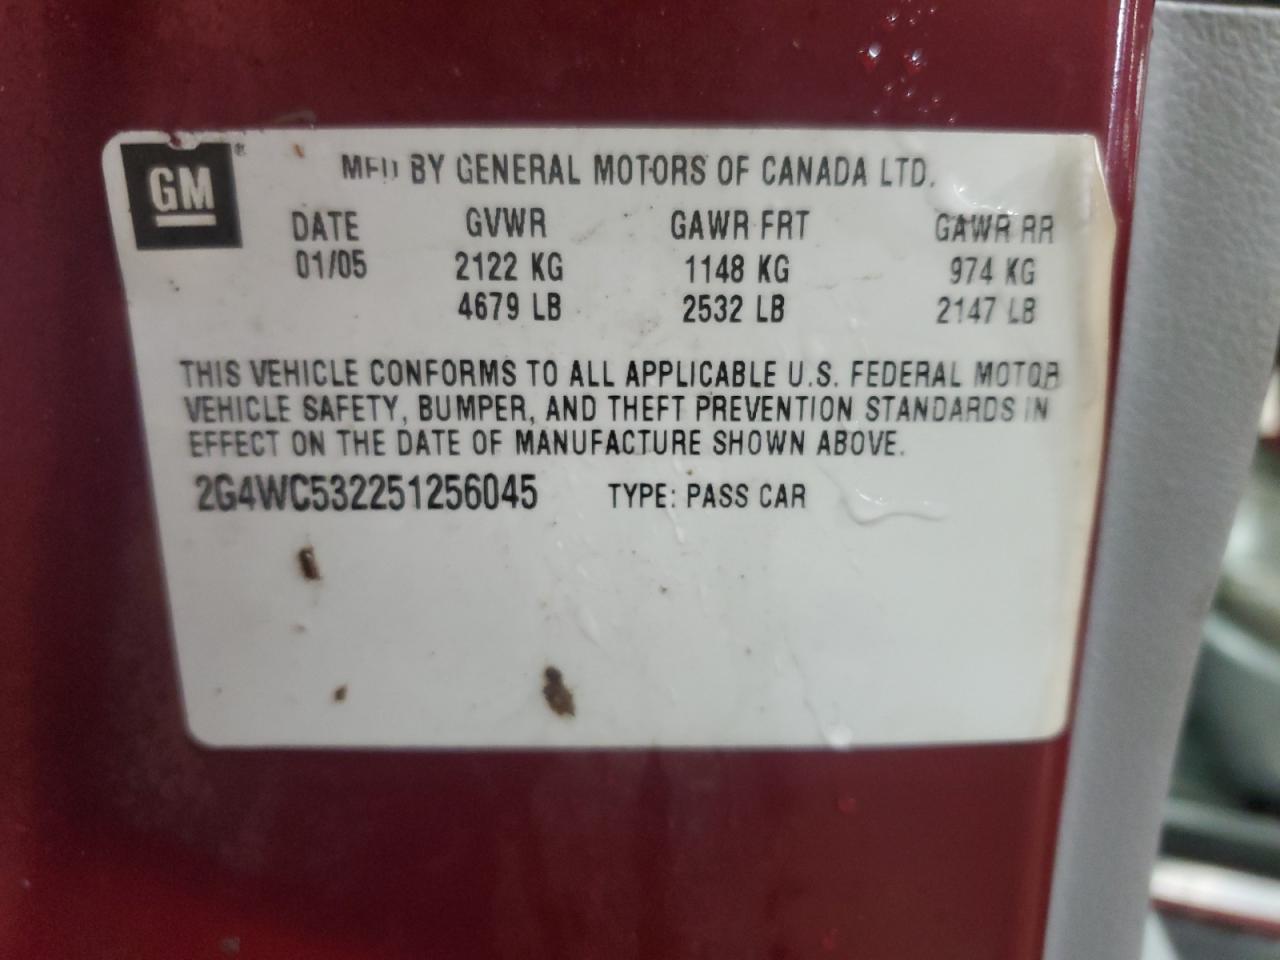 GM®
MFD BY GENERAL MOTORS OF CANADA LTD.
DATE GVWR GAWR FRT GAWR RR
01/05 2122 KG 1148 KG 974 KG
4679 LB 2532 LB 2147 LB
THIS VEHICLE CONFORMS TO ALL APPLICABLE U.S. FEDERAL MOTOR
VEHICLE SAFETY, BUMPER, AND THEFT PREVENTION STANDARDS IN
EFFECT ON THE DATE OF MANUFACTURE SHOWN ABOVE.
2G4WC532251256045 TYPE: PASS CAR